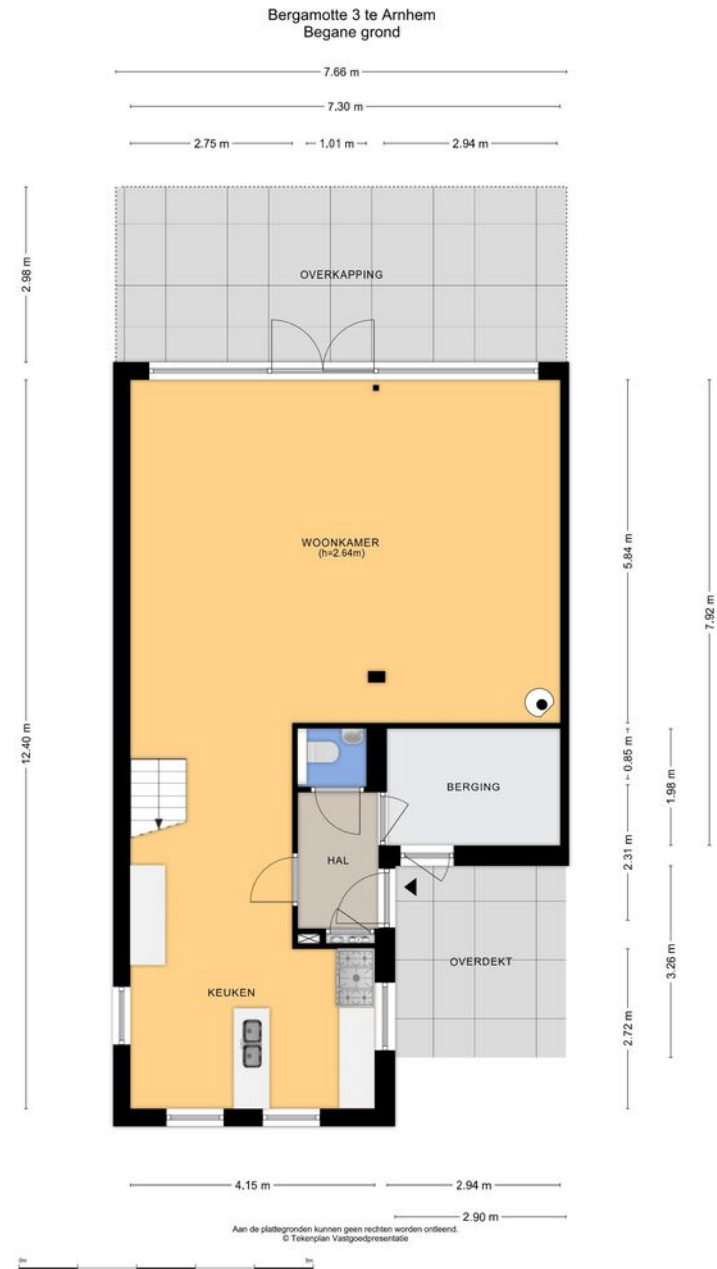 Bergamotte 3 te Arnhem
Begane grond
7.66 m
7.30 m
2.75 m
1.01 m
2.94 m
2.98 m
OVERKAPPING
WOONKAMER
(h=2.64m)
5.84 m
7.92 m
12.40 m
0.85 m
1.98 m
BERGING
2.31 m
HAL
OVERDEKT
3.26 m
KEUKEN
2.72 m
4.15 m
2.94 m
2.90 m
Aan de plattegronden kunnen geen rechten worden ontleend.
© Tekenplan Vastgoedpresentatie
0m
5m